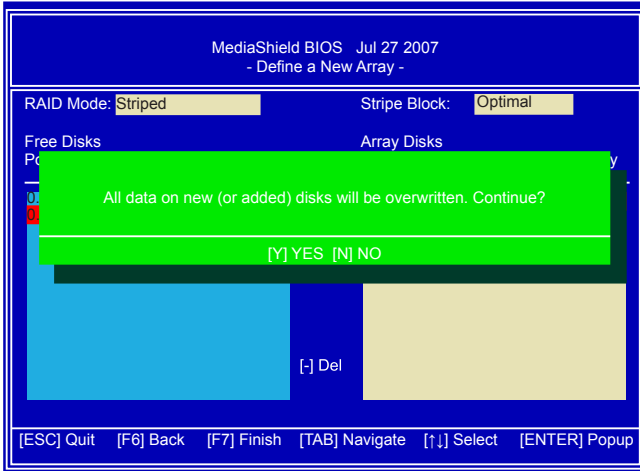 MediaShield BIOS   Jul 27 2007
- Define a New Array -
RAID Mode: Striped    Stripe Block: Optimal
Free Disks    Array Disks
All data on new (or added) disks will be overwritten. Continue?
[Y] YES  [N] NO
[-] Del
[ESC] Quit    [F6] Back    [F7] Finish    [TAB] Navigate    [↑↓] Select    [ENTER] Popup